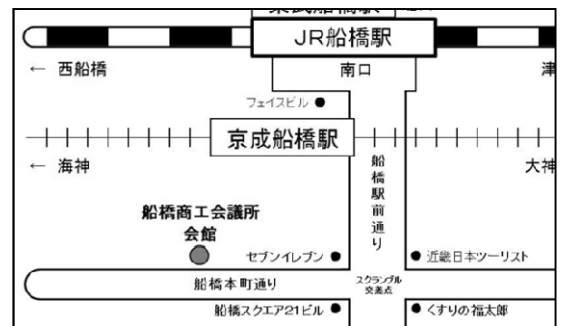 JR船橋駅
← 西船橋
南口
津
フェイスビル
京成船橋駅
← 海神
大神
船橋駅前通り
船橋商工会議所
会館
セブンイレブン
近畿日本ツーリスト
船橋本町通り
スクランブル
交差点
船橋スクエア21ビル
くすりの福太郎